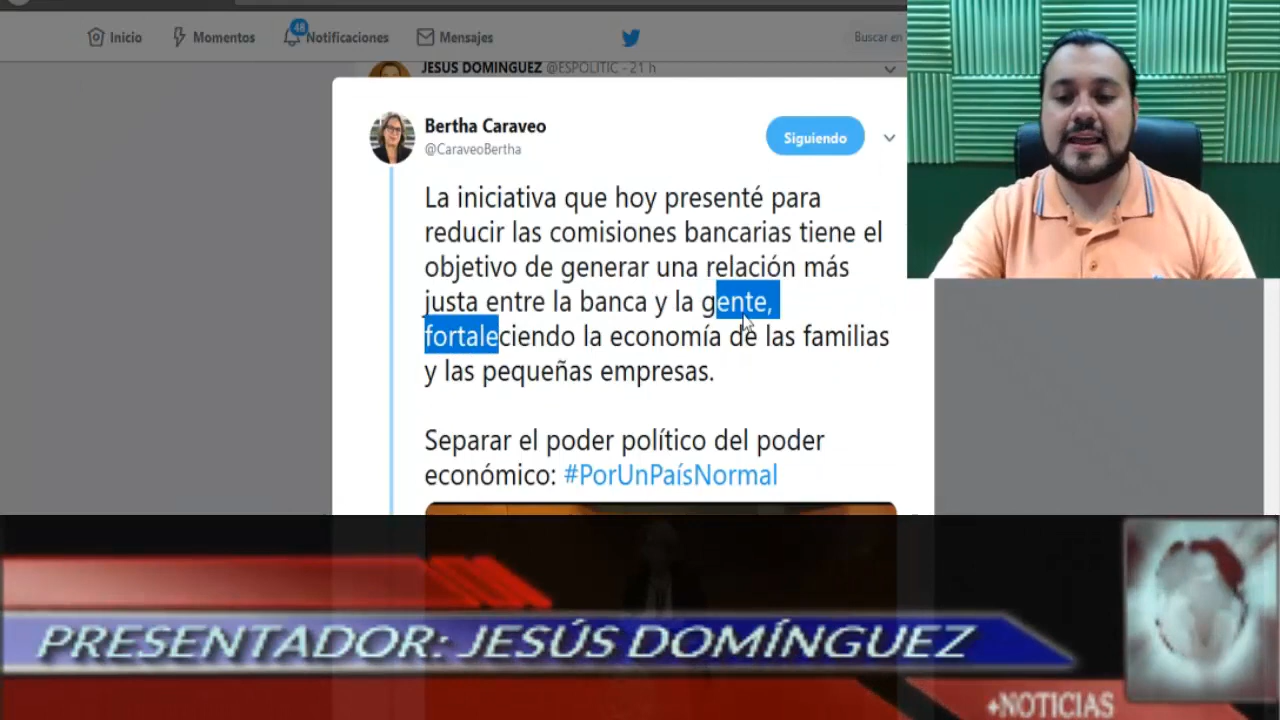 Inicio
Momentos
48
Notificaciones
Mensajes
Buscar en
JESUS DOMINGUEZ @ESPOLITIC - 21 h
Bertha Caraveo
@CaraveoBertha
Siguiendo
La iniciativa que hoy presenté para
reducir las comisiones bancarias tiene el
objetivo de generar una relación más
justa entre la banca y la gente,
fortaleciendo la economía de las familias
y las pequeñas empresas.
Separar el poder político del poder
económico: #PorUnPaísNormal
PRESENTADOR: JESÚS DOMÍNGUEZ
+NOTICIAS